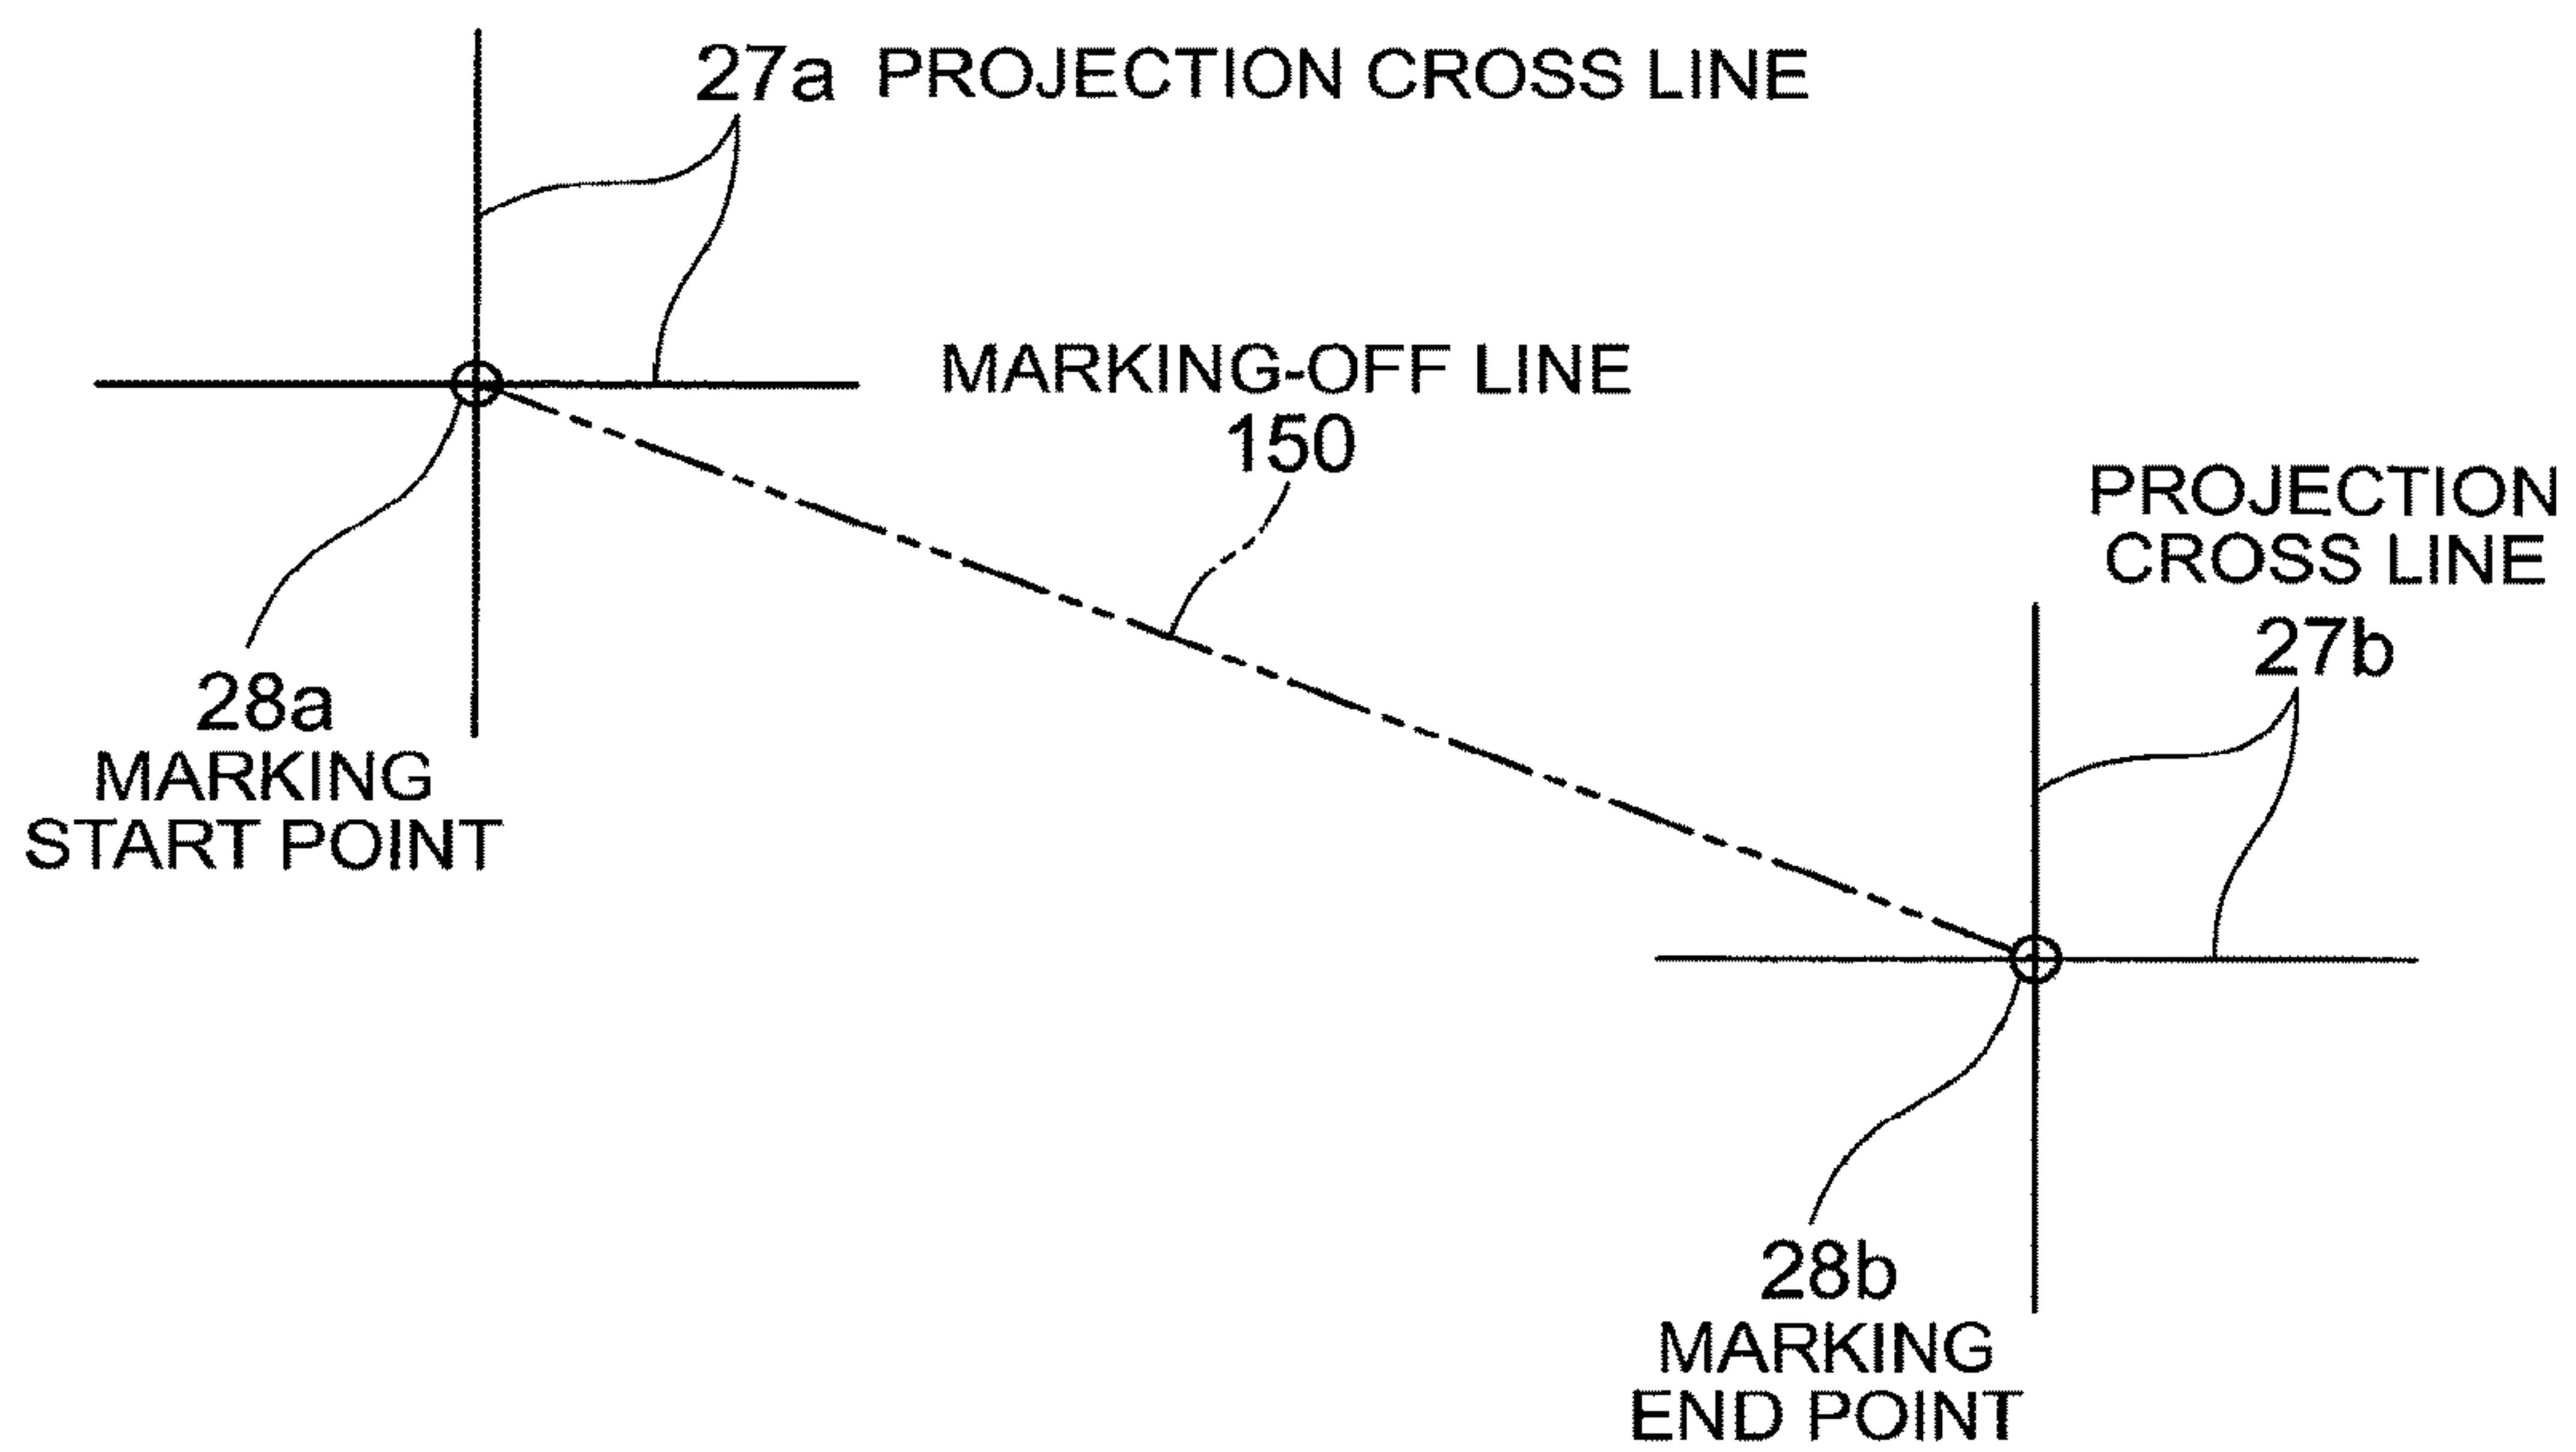 27a PROJECTION CROSS LINE
MARKING-OFF LINE
150
PROJECTION
CROSS LINE
27b
28a
MARKING
START POINT
28b
MARKING
END POINT